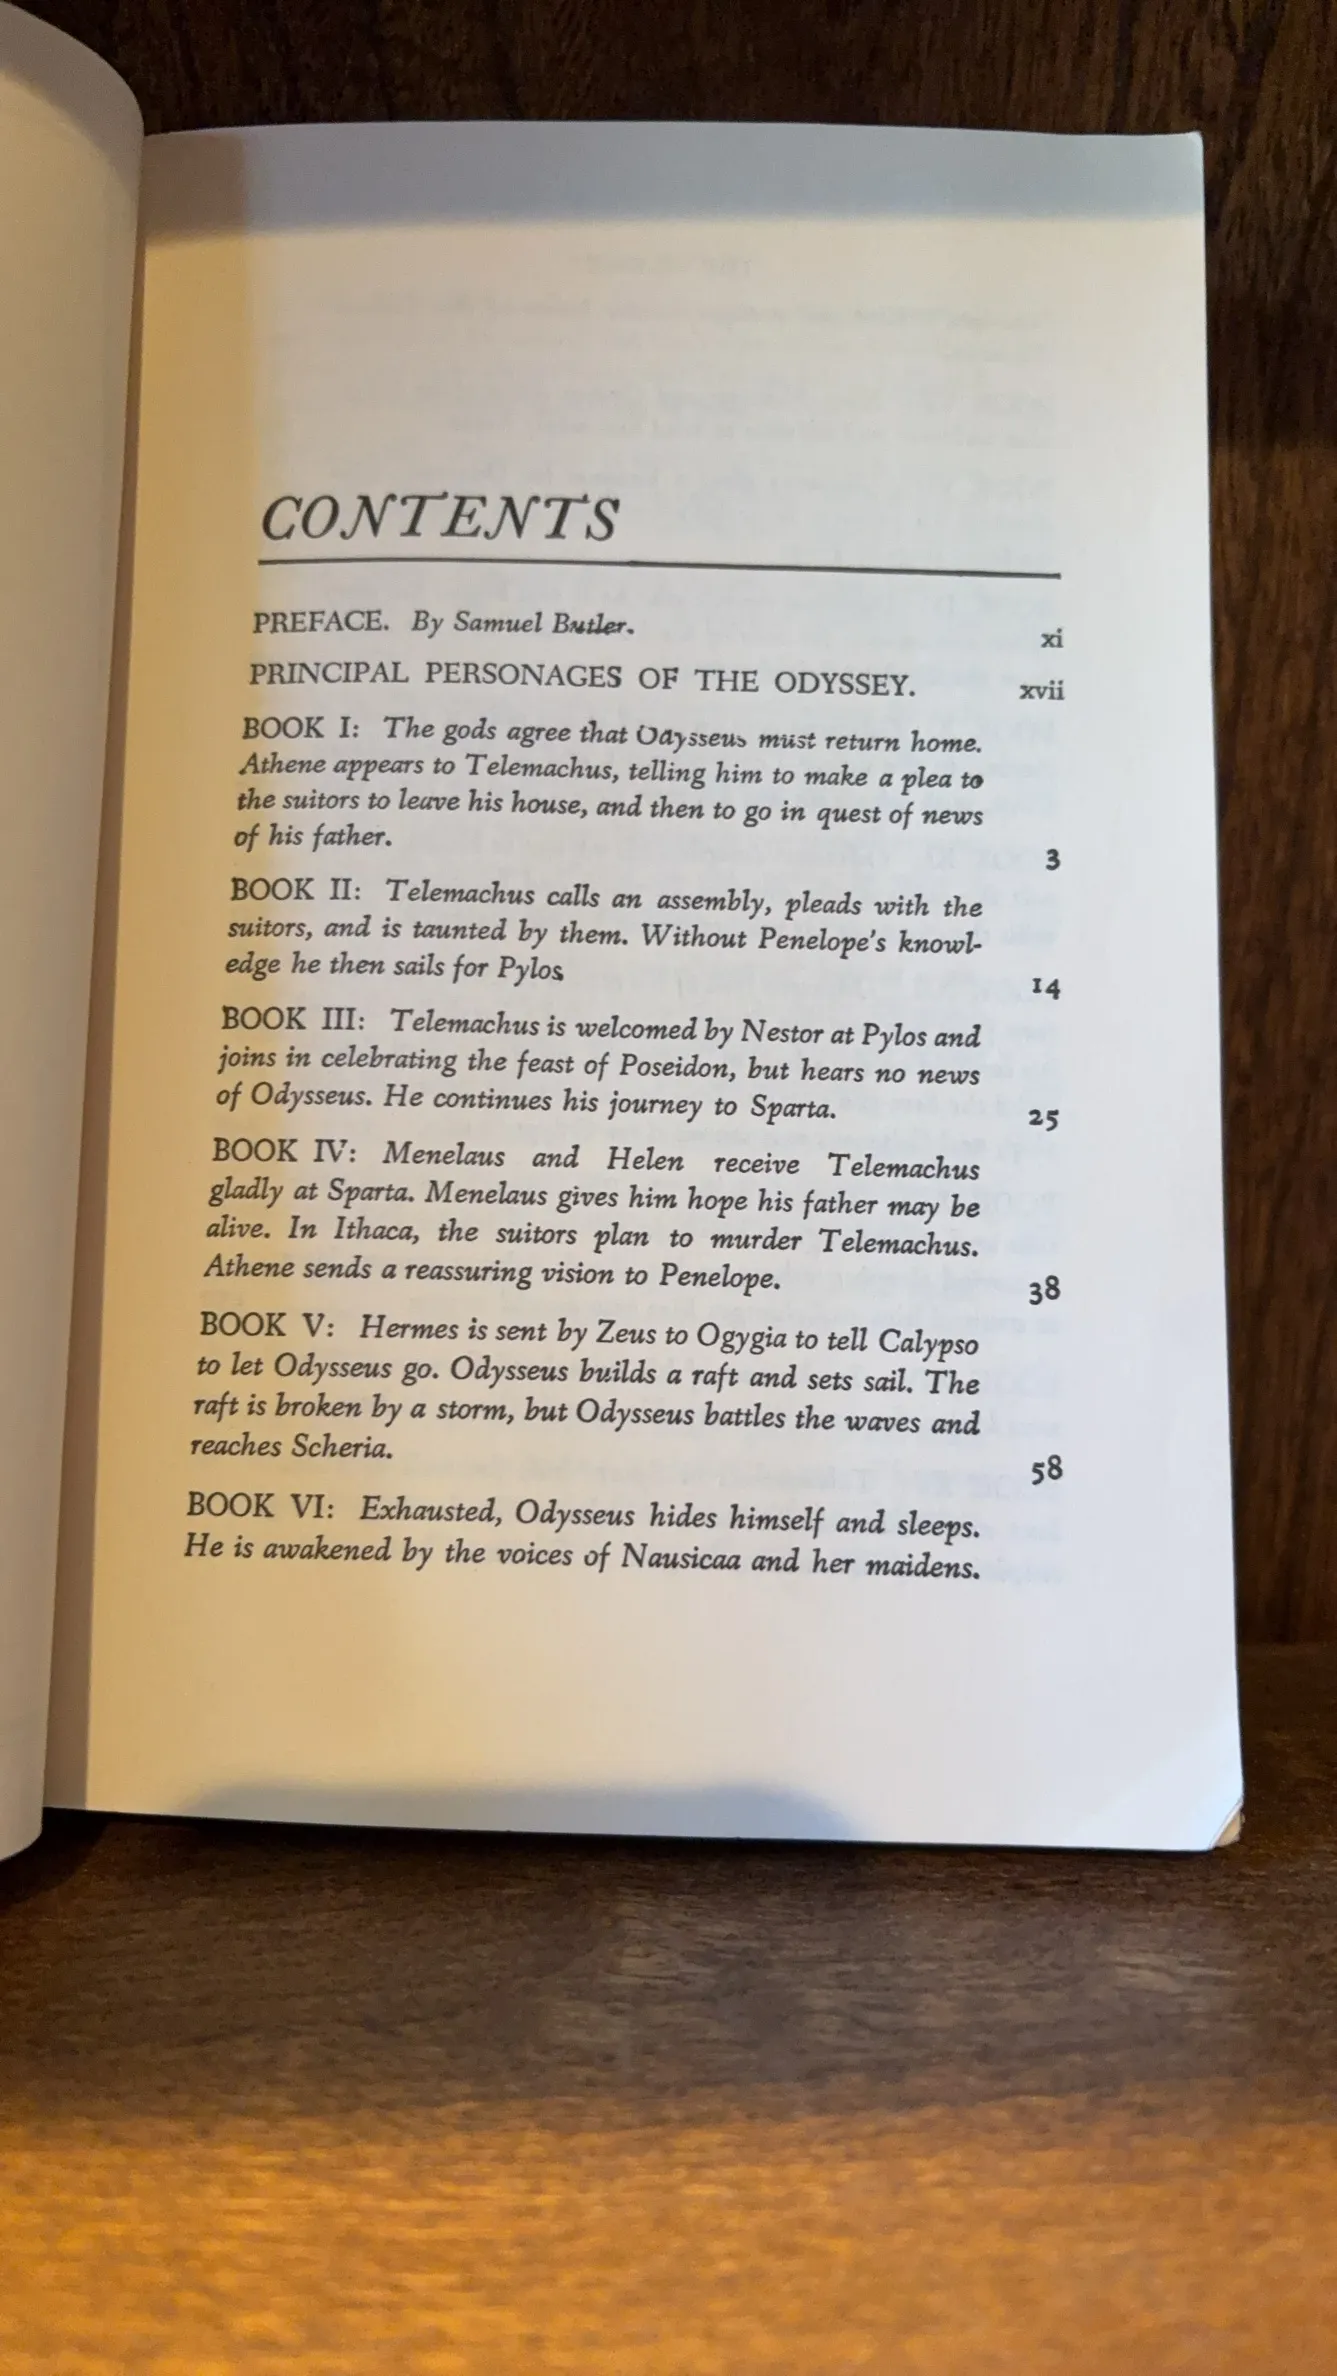 CONTENTS
PREFACE. By Samuel Butler. xi
PRINCIPAL PERSONAGES OF THE ODYSSEY. xvii
BOOK I: The gods agree that Odysseus must return home.
Athene appears to Telemachus, telling him to make a plea to
the suitors to leave his house, and then to go in quest of news
of his father. 3
BOOK II: Telemachus calls an assembly, pleads with the
suitors, and is taunted by them. Without Penelope's knowl-
edge he then sails for Pylos 14
BOOK III: Telemachus is welcomed by Nestor at Pylos and
joins in celebrating the feast of Poseidon, but hears no news
of Odysseus. He continues his journey to Sparta. 25
BOOK IV: Menelaus and Helen receive Telemachus
gladly at Sparta. Menelaus gives him hope his father may be
alive. In Ithaca, the suitors plan to murder Telemachus.
Athene sends a reassuring vision to Penelope. 38
BOOK V: Hermes is sent by Zeus to Ogygia to tell Calypso
to let Odysseus go. Odysseus builds a raft and sets sail. The
raft is broken by a storm, but Odysseus battles the waves and
reaches Scheria. 58
BOOK VI: Exhausted, Odysseus hides himself and sleeps.
He is awakened by the voices of Nausicaa and her maidens.